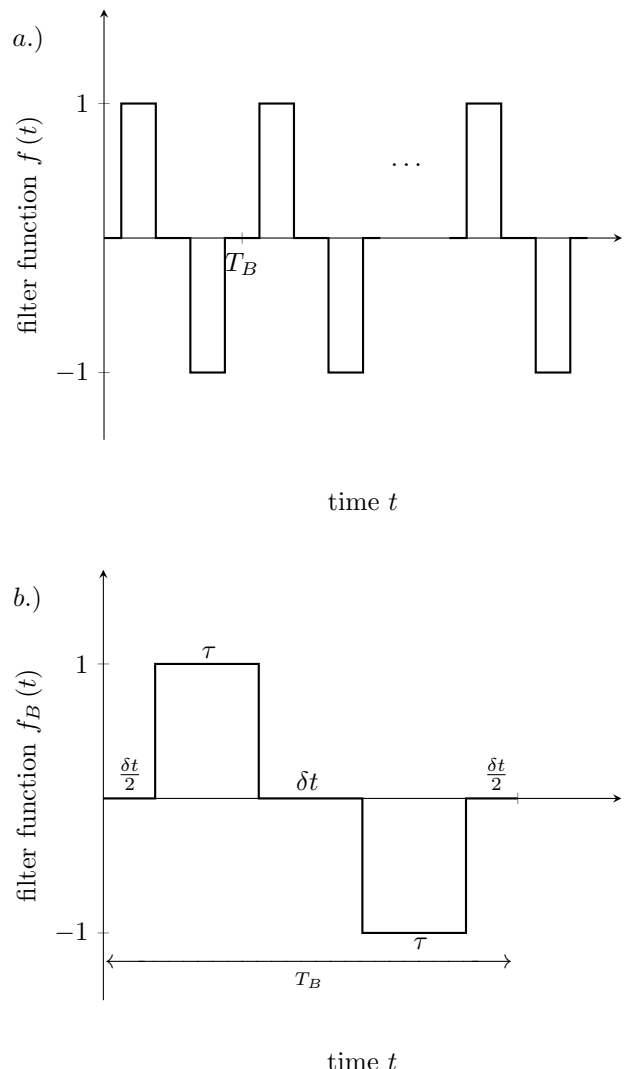 a.)
filter function f (t)
1
−1
T_B
...
time t
b.)
filter function f_B (t)
1
−1
τ
δt/2
δt
δt/2
τ
T_B
time t